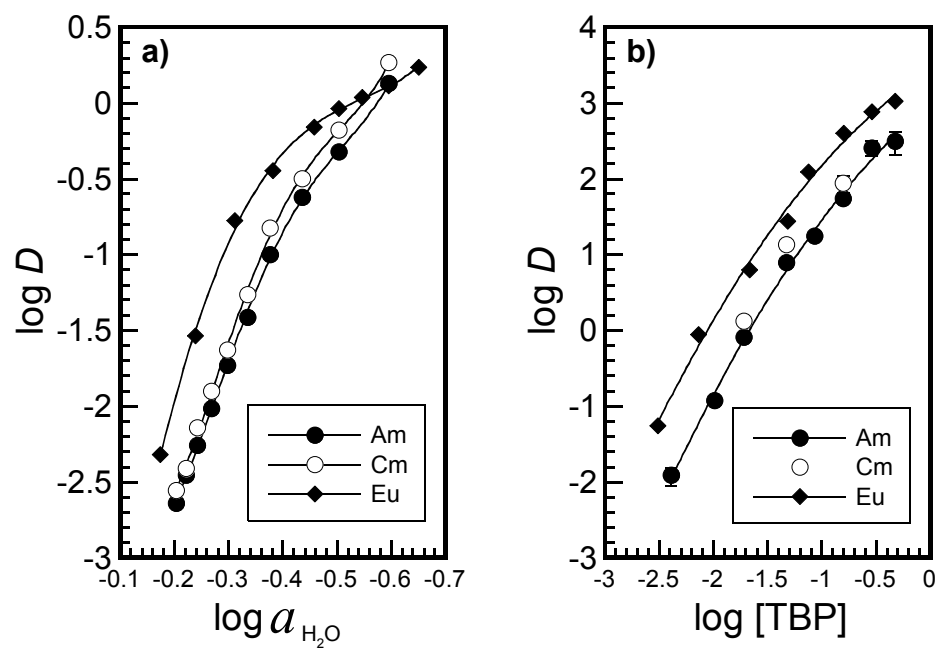 a)
0.5
0
-0.5
-1
-1.5
-2
-2.5
-3
log D
-0.1 -0.2 -0.3 -0.4 -0.5 -0.6 -0.7
log a H₂O
Am
Cm
Eu
b)
4
3
2
1
0
-1
-2
-3
log D
-3 -2.5 -2 -1.5 -1 -0.5 0
log [TBP]
Am
Cm
Eu